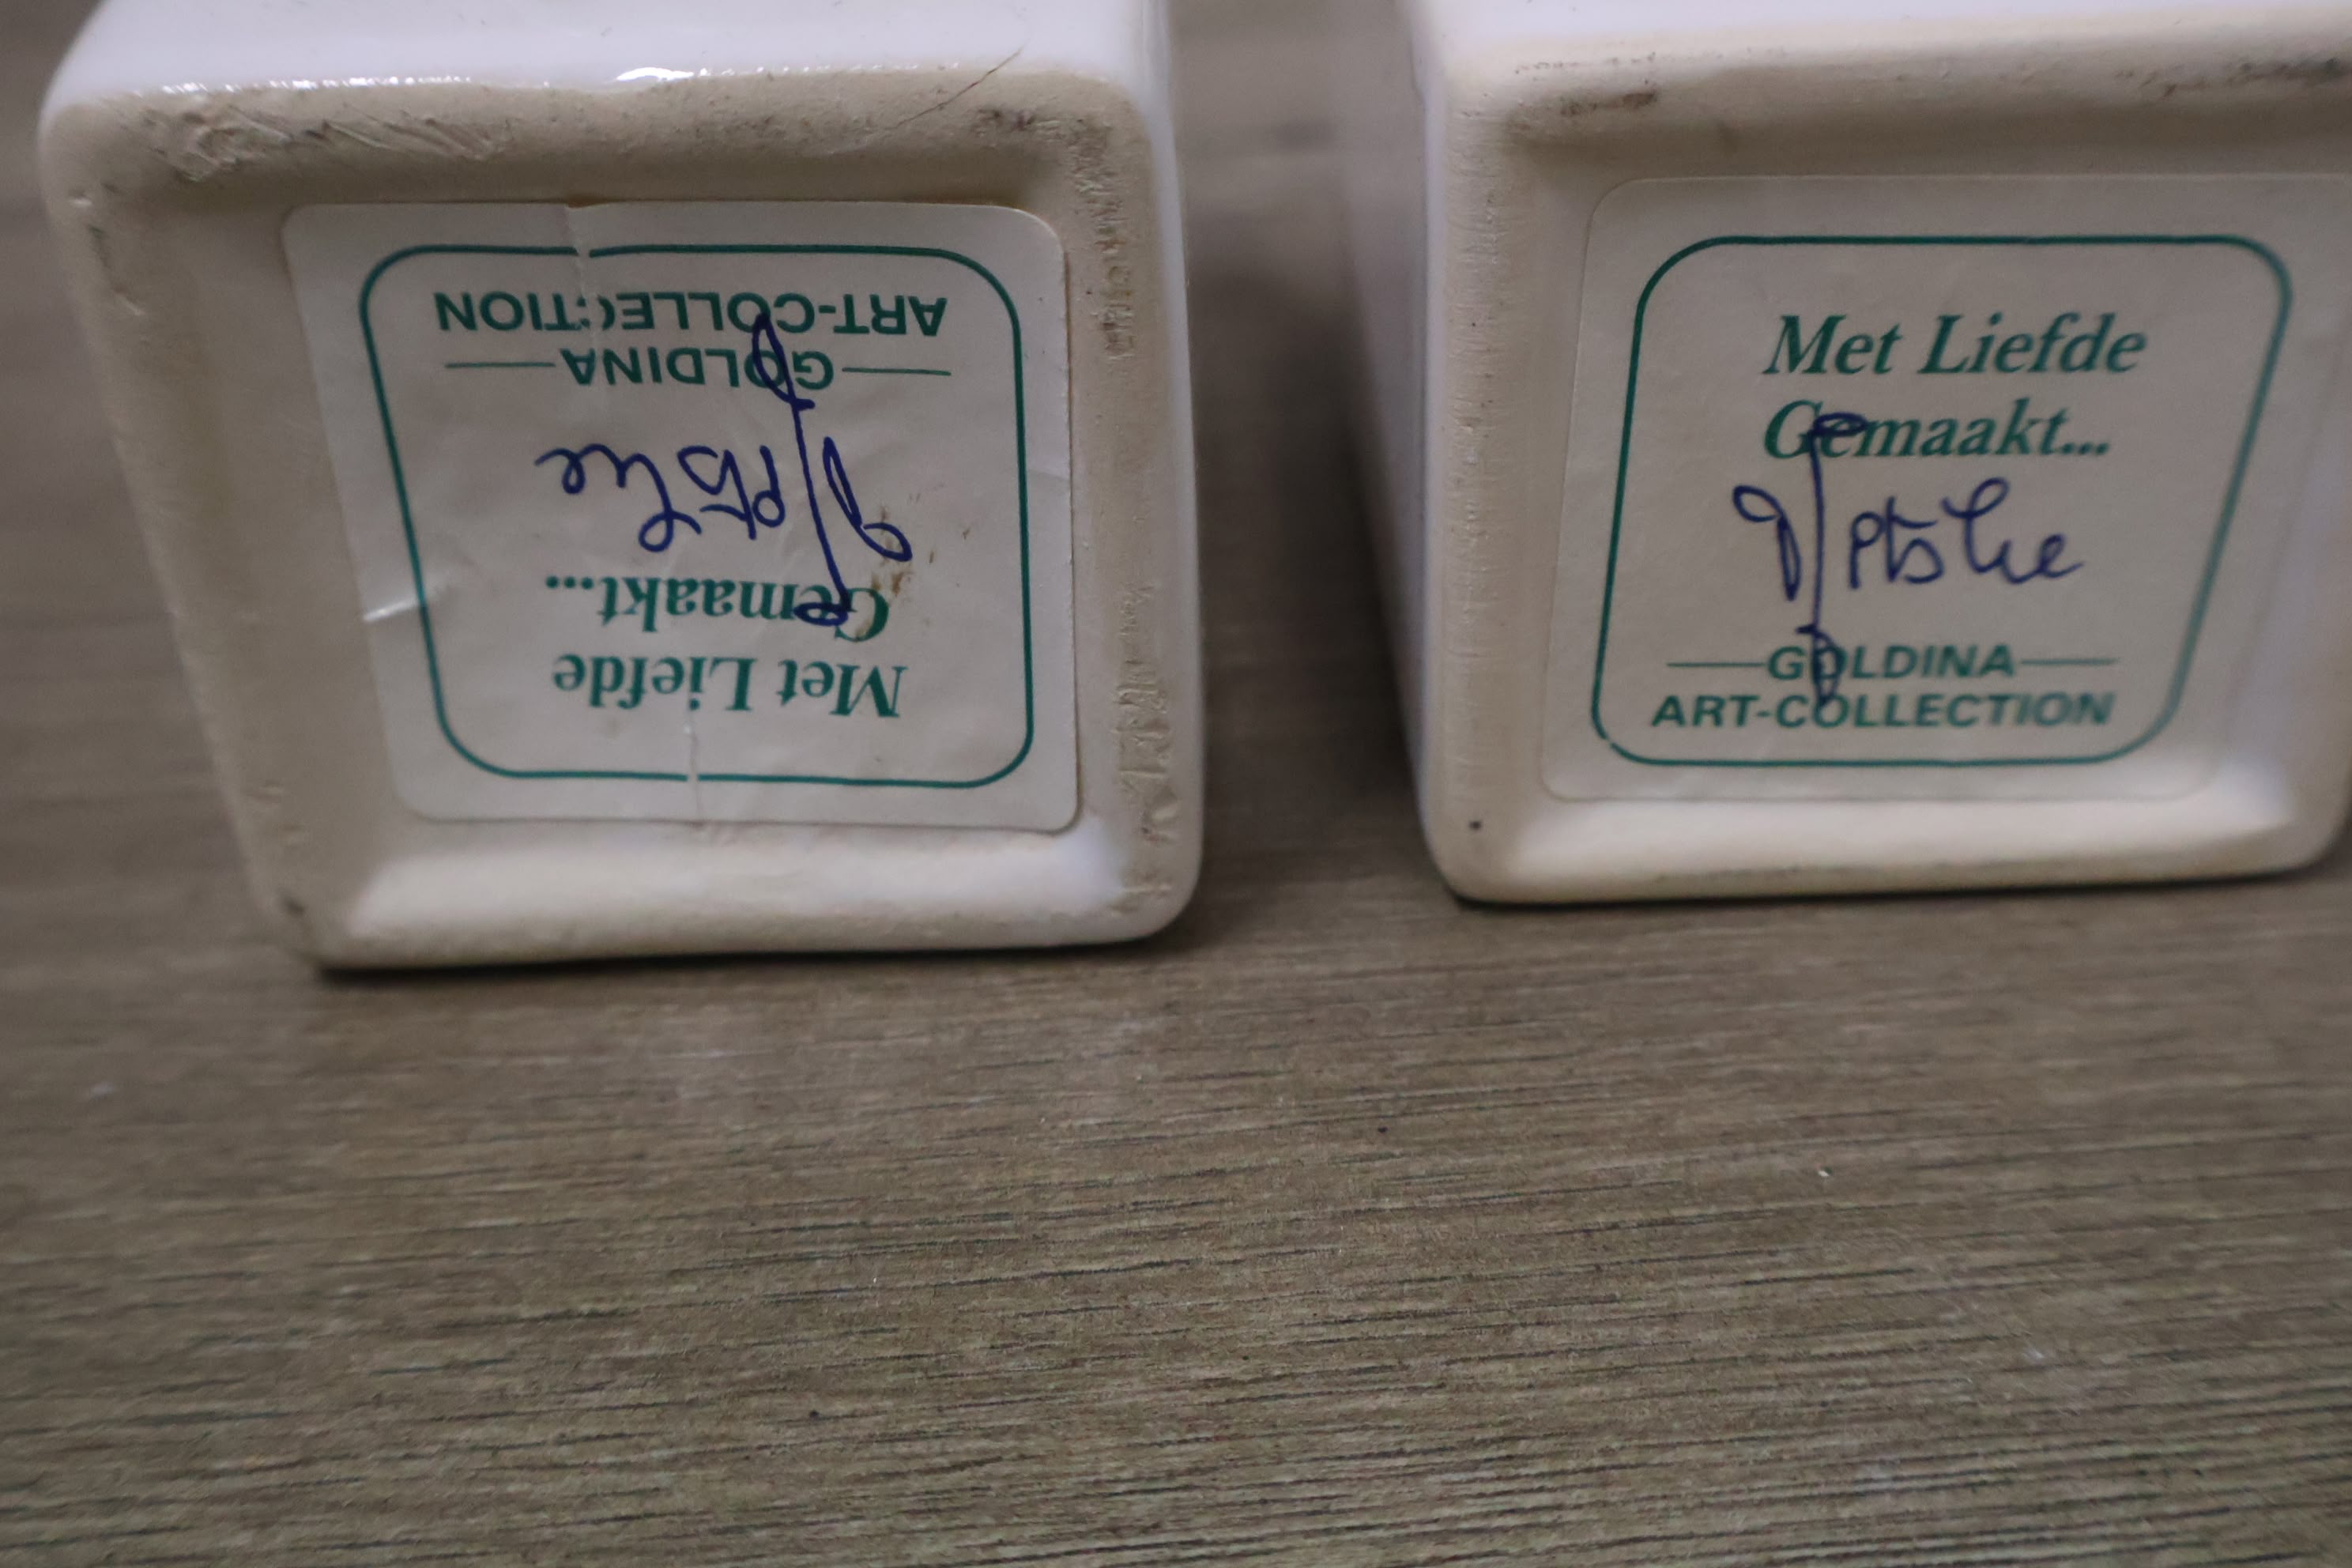 Met Liefde
Gemaakt...
GOLDINA
ART-COLLECTION
Met Liefde
Gemaakt...
GOLDINA
ART-COLLECTION